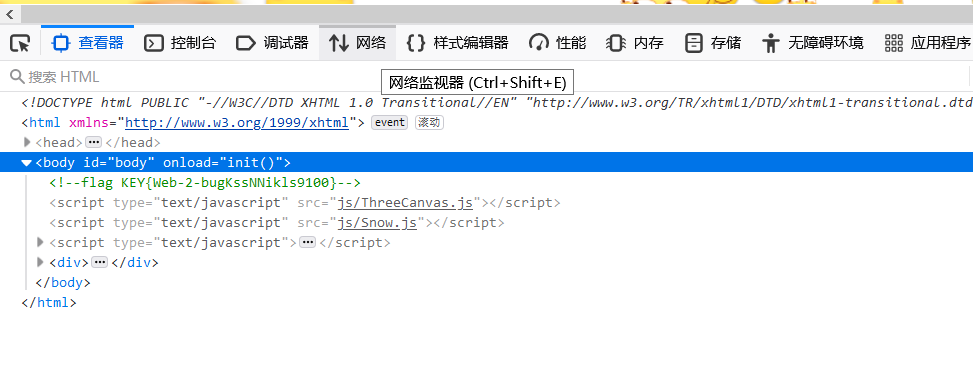 查看器 控制台 调试器 网络 样式编辑器 性能 内存 存储 无障碍环境 应用程序
搜索 HTML
网络监视器 (Ctrl+Shift+E)
<!DOCTYPE html PUBLIC "-//W3C//DTD XHTML 1.0 Transitional//EN" "http://www.w3.org/TR/xhtml1/DTD/xhtml1-transitional.dtd
<html xmlns="http://www.w3.org/1999/xhtml"> event 滚动
<head>⋯</head>
<body id="body" onload="init()">
<!--flag KEY{Web-2-bugKssNNikls9100}-->
<script type="text/javascript" src="js/ThreeCanvas.js"></script>
<script type="text/javascript" src="js/Snow.js"></script>
<script type="text/javascript">⋯</script>
<div>⋯</div>
</body>
</html>